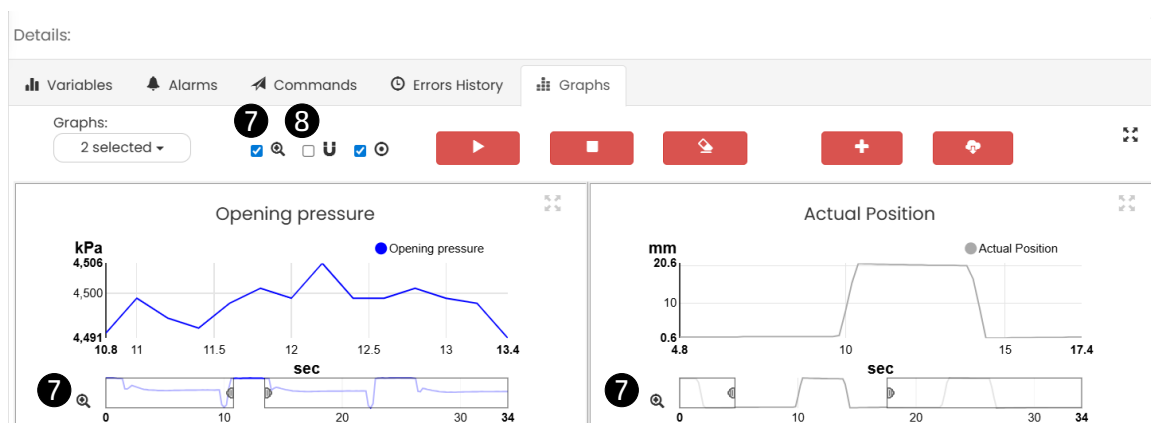 Details:
Variables Alarms Commands Errors History Graphs
Graphs:
7 8
2 selected
Opening pressure
kPa
Opening pressure
4,506
4,500
4,491
10.8 11 11.5 12 12.5 13 13.4
sec
7
0 10 20 30 34
Actual Position
mm
Actual Position
20.6
10
0.6
4.8 10 15 17.4
sec
7
0 10 20 30 34